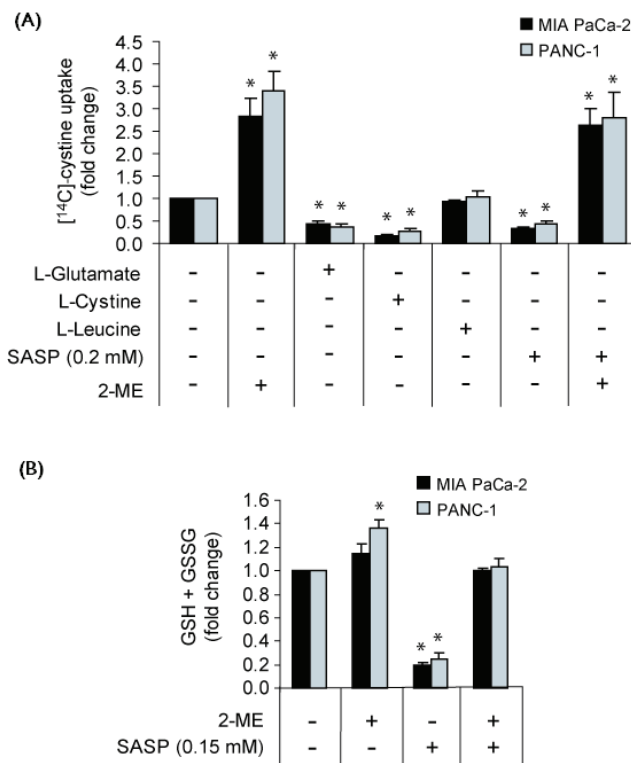 (A)
MIA PaCa-2
PANC-1
[¹⁴C]-cystine uptake
(fold change)
4.5
4.0
3.5
3.0
2.5
2.0
1.5
1.0
0.5
0.0
* * * * * * * * * *
L-Glutamate - - + - - - -
L-Cystine - - - + - - -
L-Leucine - - - - + - -
SASP (0.2 mM) - - - - - + +
2-ME - + - - - - +
(B)
MIA PaCa-2
PANC-1
GSH + GSSG
(fold change)
1.6
1.4
1.2
1.0
0.8
0.6
0.4
0.2
0.0
* * *
2-ME - + - +
SASP (0.15 mM) - - + +